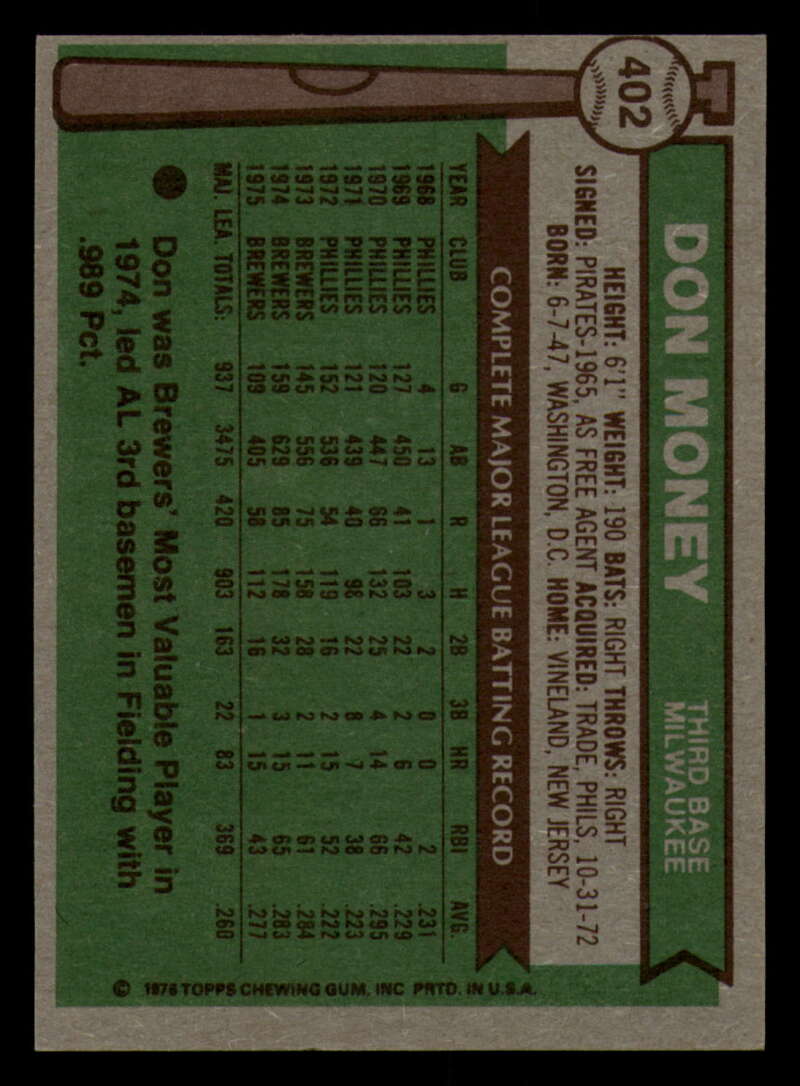 402
DON MONEY
THIRD BASE
MILWAUKEE
HEIGHT: 6'1" WEIGHT: 190 BATS: RIGHT THROWS: RIGHT
SIGNED: PIRATES-1965, AS FREE AGENT ACQUIRED: TRADE, PHILS, 10-31-72
BORN: 6-7-47, WASHINGTON, D.C. HOME: VINELAND, NEW JERSEY
COMPLETE MAJOR LEAGUE BATTING RECORD
YEAR CLUB G AB R H 2B 3B HR RBI AVG.
1968 PHILLIES 4 13 1 3 2 0 0 2 .231
1969 PHILLIES 127 450 41 103 22 2 6 42 .229
1970 PHILLIES 120 447 66 132 25 4 14 66 .295
1971 PHILLIES 121 439 40 98 22 8 7 38 .223
1972 PHILLIES 152 536 54 119 16 2 15 52 .222
1973 BREWERS 145 556 75 158 28 2 11 61 .284
1974 BREWERS 159 629 85 178 32 3 15 65 .283
1975 BREWERS 109 405 58 112 16 1 15 43 .277
MAJ. LEA. TOTALS: 937 3475 420 903 163 22 83 369 .260
Don was Brewers' Most Valuable Player in
1974, led AL 3rd basemen in Fielding with
.989 Pct.
© 1976 TOPPS CHEWING GUM, INC PRTD. IN U.S.A.